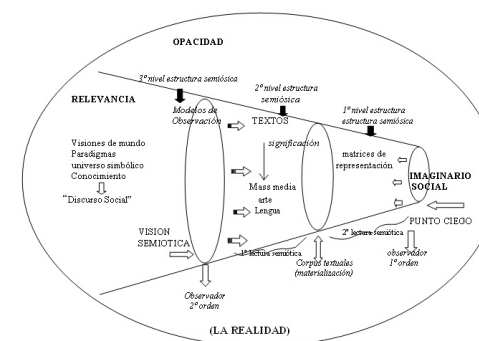 OPACIDAD
3º nivel estructura semiósica
2º nivel estructura
semiósica
1º nivel estructura
estructura semiósica
RELEVANCIA
Modelos de
Observación
TEXTOS
significación
Visiones de mundo
Paradigmas
universo simbólico
Conocimiento
“Discurso Social”
matrices de
representación
IMAGINARIO
SOCIAL
Mass media
arte
Lengua
PUNTO CIEGO
VISION
SEMIOTICA
1º lectura semiótica
2º lectura semiótica
Corpus textuales
(materialización)
observador
1º orden
Observador
2º orden
(LA REALIDAD)